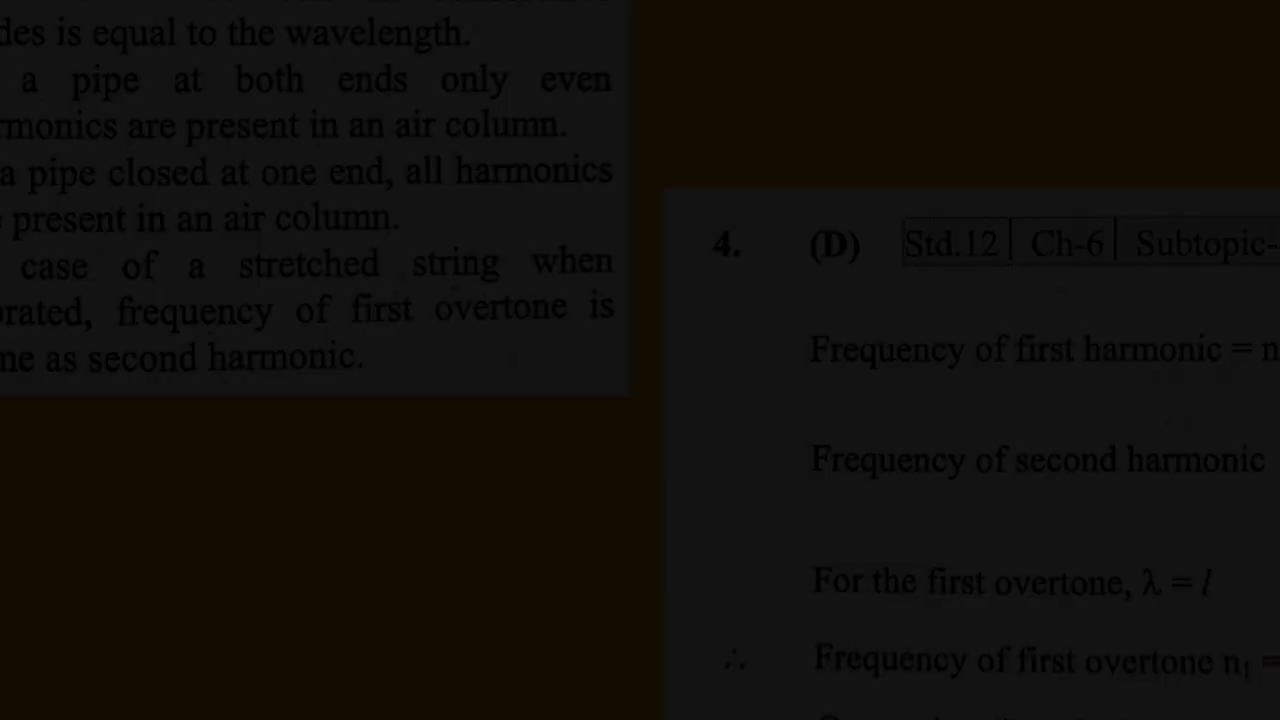 des is equal to the wavelength.
a pipe at both ends only even
rmonics are present in an air column.
a pipe closed at one end, all harmonics
present in an air column.
case of a stretched string when
brated, frequency of first overtone is
me as second harmonic.
4. (D) Std.12 Ch-6 Subtopic-
Frequency of first harmonic = n
Frequency of second harmonic
For the first overtone, λ = l
∴ Frequency of first overtone n₁ =